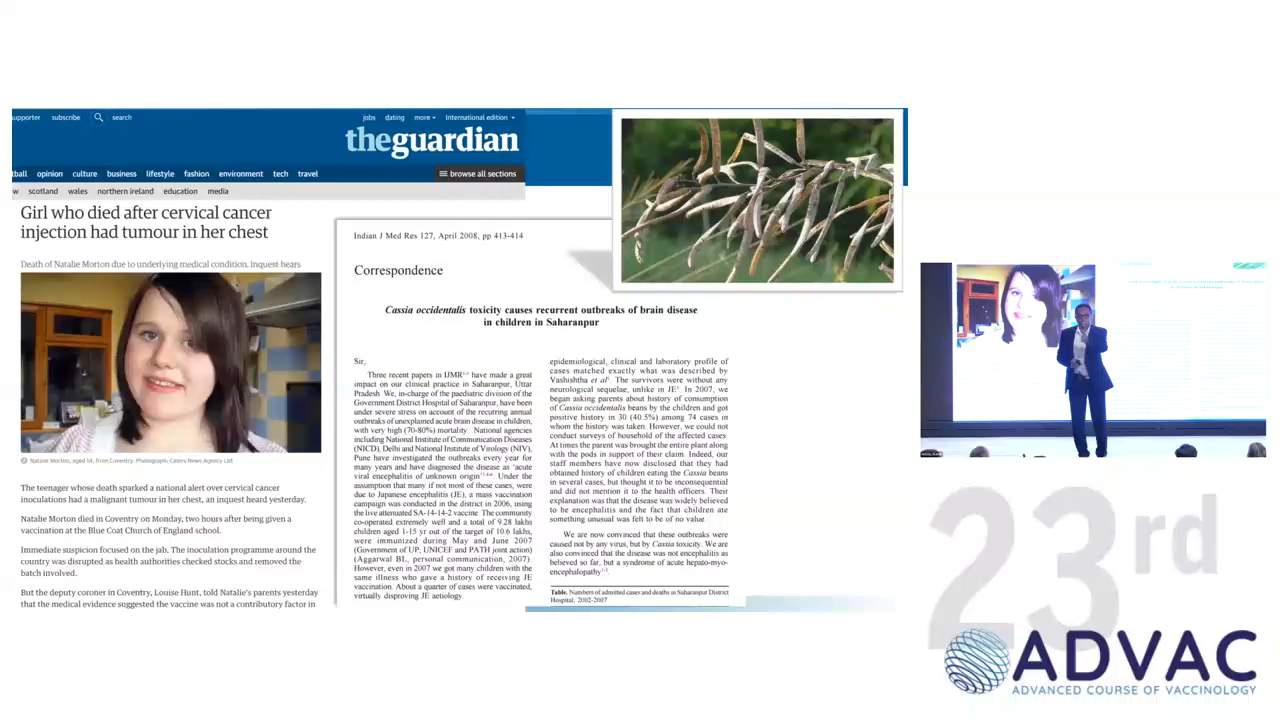 supporter subscribe search jobs dating more International edition
theguardian
opinion culture business lifestyle fashion environment tech travel browse all sections
scotland wales northern ireland education media
Girl who died after cervical cancer
injection had tumour in her chest
Death of Natalie Morton due to underlying medical condition, inquest hears
Natalie Morton, aged 14, from Coventry. Photograph: Caters News Agency Ltd
The teenager whose death sparked a national alert over cervical cancer
inoculations had a malignant tumour in her chest, an inquest heard yesterday.
Natalie Morton died in Coventry on Monday, two hours after being given a
vaccination at the Blue Coat Church of England school.
Immediate suspicion focused on the jab. The inoculation programme around the
country was disrupted as health authorities checked stocks and removed the
batch involved.
But the deputy coroner in Coventry, Louise Hunt, told Natalie's parents yesterday
that the medical evidence suggested the vaccine was not a contributory factor in
Indian J Med Res 127, April 2008, pp 413-414
Correspondence
Cassia occidentalis toxicity causes recurrent outbreaks of brain disease
in children in Saharanpur
Sir,
Three recent papers in IJMR have made a great
impact on our clinical practice in Saharanpur, Uttar
Pradesh. We, in-charge of the paediatric division of the
Government District Hospital of Saharanpur, have been
under severe stress on account of the recurring annual
outbreaks of unexplained acute brain disease in children,
with very high (70-80%) mortality. National agencies
including National Institute of Communication Diseases
(NICD), Delhi and National Institute of Virology (NIV),
Pune have investigated the outbreaks every year for
many years and have diagnosed the disease as 'acute
viral encephalitis of unknown origin'. Under the
assumption that many if not most of these cases, were
due to Japanese encephalitis (JE), a mass vaccination
campaign was conducted in the district in 2006, using
the live attenuated SA-14-14-2 vaccine. The community
co-operated extremely well and a total of 9.28 lakhn
children aged 1-15 yr out of the target of 10.6 lakhs,
were immunized during May and June 2007
(Government of UP, UNICEF and PATH joint action)
(Aggarwal BL, personal communication, 2007)
However, even in 2007 we got many children with the
same illness who gave a history of receiving JE
vaccination. About a quarter of cases were vaccinated,
virtually disproving JE aetiology.
epidemiological, clinical and laboratory profile of
cases matched exactly what was described by
Vashishtha et al. The survivors were without any
neurological sequelae, unlike in JE. In 2007, we
began asking parents about history of consumption
of Cassia occidentalis beans by the children and got
positive history in 30 (40.5%) among 74 cases in
whom the history was taken. However, we could not
conduct surveys of household of the affected cases.
At times the parent was brought the entire plant along
with the pods in support of their claim. Indeed, our
staff members have now disclosed that they had
obtained history of children eating the Cassia beans
in several cases, but thought it to be inconsequential
and did not mention it to the health officers. Their
explanation was that the disease was widely believed
to be encephalitis and the fact that children ate
something unusual was felt to be of no value.
We are now convinced that these outbreaks were
caused not by any virus, but by Cassia toxicity. We are
also convinced that the disease was not encephalitis as
believed so far, but a syndrome of acute hepato-myo-
encephalopathy
Table. Numbers of admitted cases and deaths in Saharanpur District
Hospital, 2002-2007
23rd
ADVAC
ADVANCED COURSE OF VACCINOLOGY